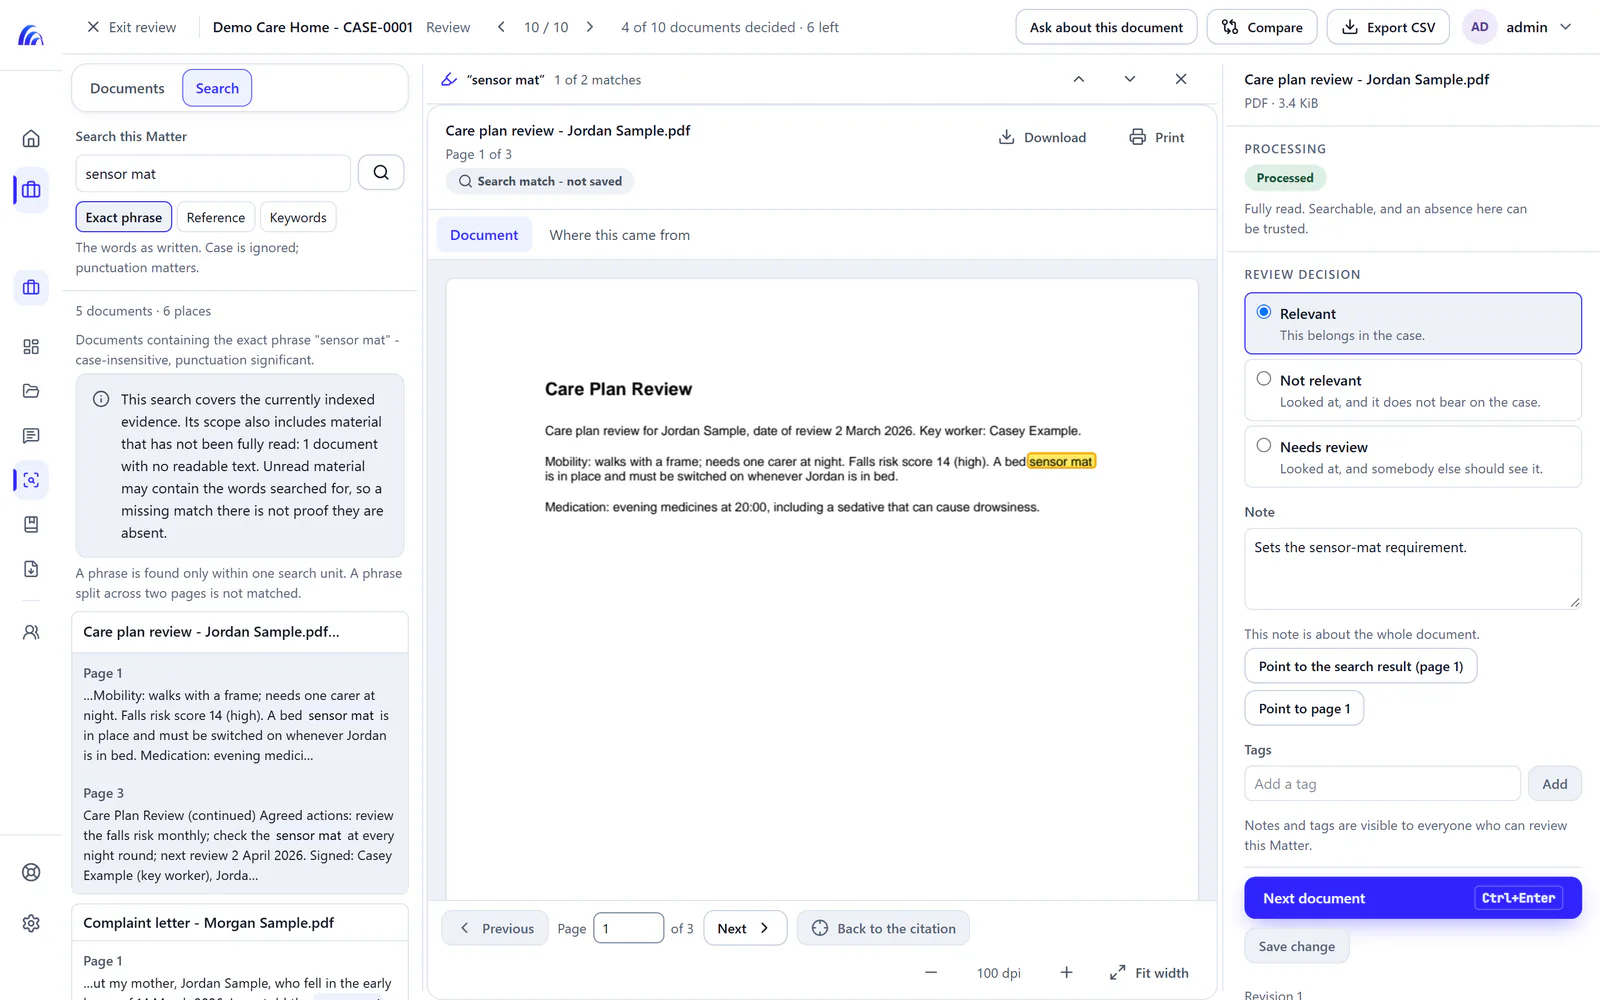 Exit review
Demo Care Home - CASE-0001
Review
10 / 10
4 of 10 documents decided · 6 left
Ask about this document
Compare
Export CSV
AD
admin
Documents
Search
Search this Matter
sensor mat
Exact phrase
Reference
Keywords
The words as written. Case is ignored;
punctuation matters.
5 documents · 6 places
Documents containing the exact phrase "sensor mat" -
case-insensitive, punctuation significant.
This search covers the currently indexed
evidence. Its scope also includes material
that has not been fully read: 1 document
with no readable text. Unread material
may contain the words searched for, so a
missing match there is not proof they are
absent.
A phrase is found only within one search unit. A phrase
split across two pages is not matched.
Care plan review - Jordan Sample.pdf...
Page 1
...Mobility: walks with a frame; needs one carer at
night. Falls risk score 14 (high). A bed sensor mat is
in place and must be switched on whenever Jordan
is in bed. Medication: evening medici...
Page 3
Care Plan Review (continued) Agreed actions: review
the falls risk monthly; check the sensor mat at every
night round; next review 2 April 2026. Signed: Casey
Example (key worker), Jorda...
Complaint letter - Morgan Sample.pdf
Page 1
...ut my mother, Jordan Sample, who fell in the early
“sensor mat” 1 of 2 matches
Care plan review - Jordan Sample.pdf
Page 1 of 3
Search match - not saved
Download
Print
Document
Where this came from
Care Plan Review
Care plan review for Jordan Sample, date of review 2 March 2026. Key worker: Casey Example.
Mobility: walks with a frame; needs one carer at night. Falls risk score 14 (high). A bed sensor mat
is in place and must be switched on whenever Jordan is in bed.
Medication: evening medicines at 20:00, including a sedative that can cause drowsiness.
Previous
Page 1 of 3
Next
Back to the citation
100 dpi
Fit width
Care plan review - Jordan Sample.pdf
PDF · 3.4 KiB
PROCESSING
Processed
Fully read. Searchable, and an absence here can
be trusted.
REVIEW DECISION
Relevant
This belongs in the case.
Not relevant
Looked at, and it does not bear on the case.
Needs review
Looked at, and somebody else should see it.
Note
Sets the sensor-mat requirement.
This note is about the whole document.
Point to the search result (page 1)
Point to page 1
Tags
Add a tag
Add
Notes and tags are visible to everyone who can review
this Matter.
Next document
Ctrl+Enter
Save change
Revision 1